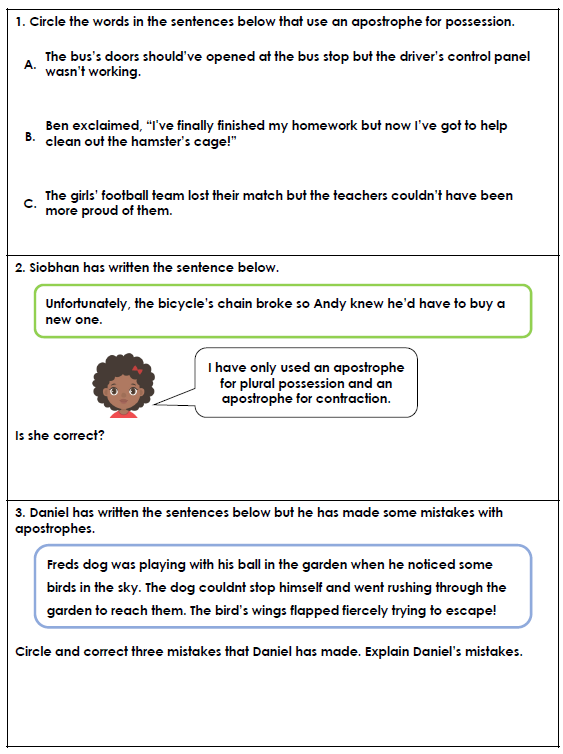 1. Circle the words in the sentences below that use an apostrophe for possession.
A. The bus’s doors should’ve opened at the bus stop but the driver’s control panel
wasn’t working.
B. Ben exclaimed, “I’ve finally finished my homework but now I’ve got to help
clean out the hamster’s cage!”
C. The girls’ football team lost their match but the teachers couldn’t have been
more proud of them.
2. Siobhan has written the sentence below.
Unfortunately, the bicycle’s chain broke so Andy knew he’d have to buy a
new one.
I have only used an apostrophe
for plural possession and an
apostrophe for contraction.
Is she correct?
3. Daniel has written the sentences below but he has made some mistakes with
apostrophes.
Freds dog was playing with his ball in the garden when he noticed some
birds in the sky. The dog couldnt stop himself and went rushing through the
garden to reach them. The bird’s wings flapped fiercely trying to escape!
Circle and correct three mistakes that Daniel has made. Explain Daniel’s mistakes.